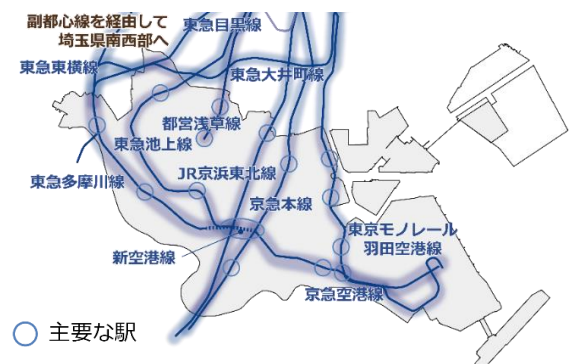 副都心線を経由して
埼玉県南西部へ
東急目黒線
東急東横線
東急大井町線
都営浅草線
東急池上線
JR京浜東北線
東急多摩川線
京急本線
東京モノレール
羽田空港線
新空港線
京急空港線
主要な駅